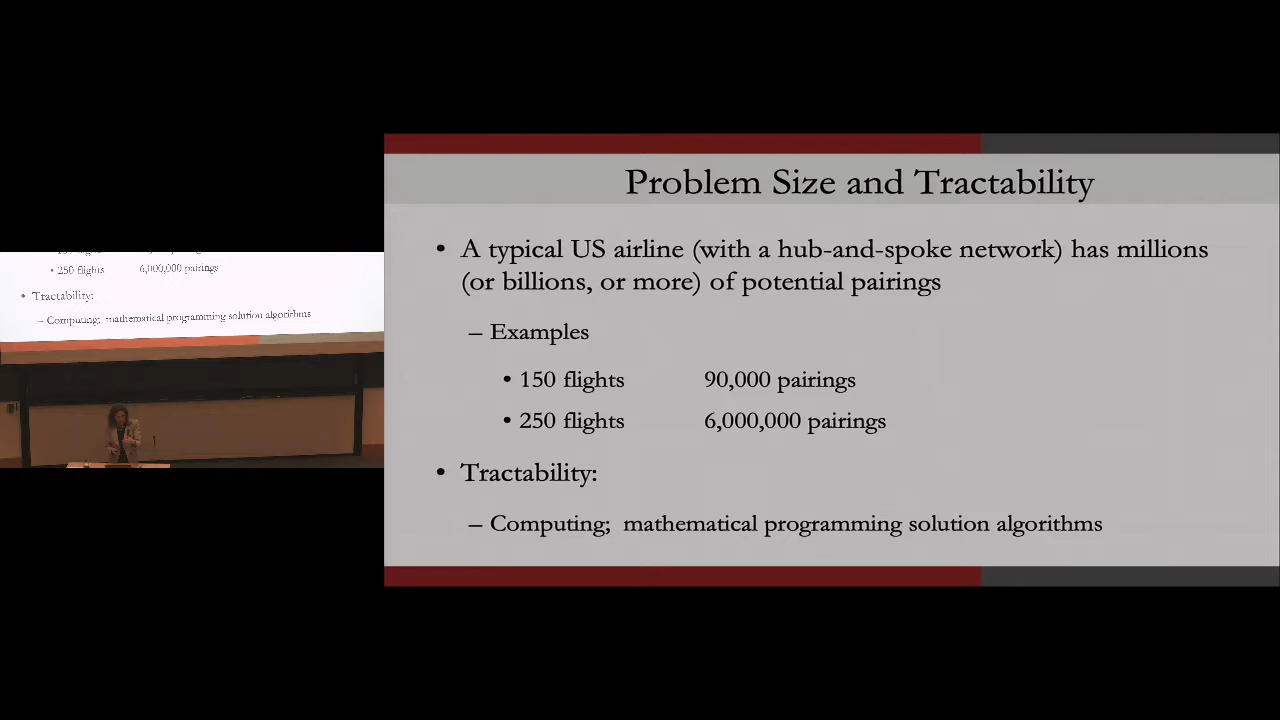 Problem Size and Tractability
• A typical US airline (with a hub-and-spoke network) has millions
(or billions, or more) of potential pairings
– Examples
• 150 flights 90,000 pairings
• 250 flights 6,000,000 pairings
• Tractability:
– Computing; mathematical programming solution algorithms
• 250 flights 6,000,000 pairings
• Tractability:
– Computing; mathematical programming solution algorithms